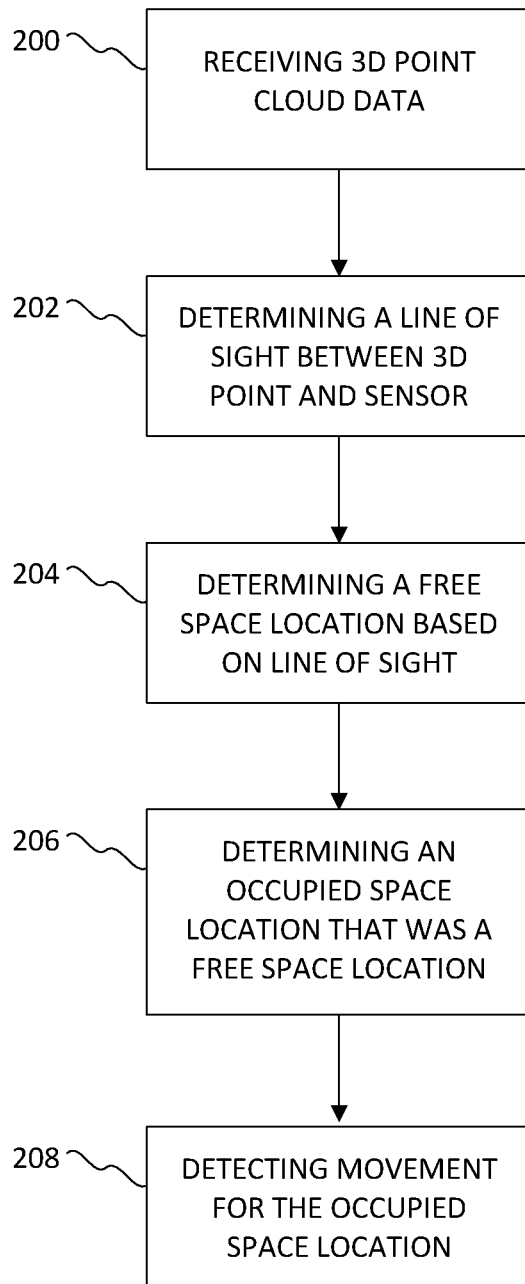 200
RECEIVING 3D POINT
CLOUD DATA
202
DETERMINING A LINE OF
SIGHT BETWEEN 3D
POINT AND SENSOR
204
DETERMINING A FREE
SPACE LOCATION BASED
ON LINE OF SIGHT
206
DETERMINING AN
OCCUPIED SPACE
LOCATION THAT WAS A
FREE SPACE LOCATION
208
DETECTING MOVEMENT
FOR THE OCCUPIED
SPACE LOCATION